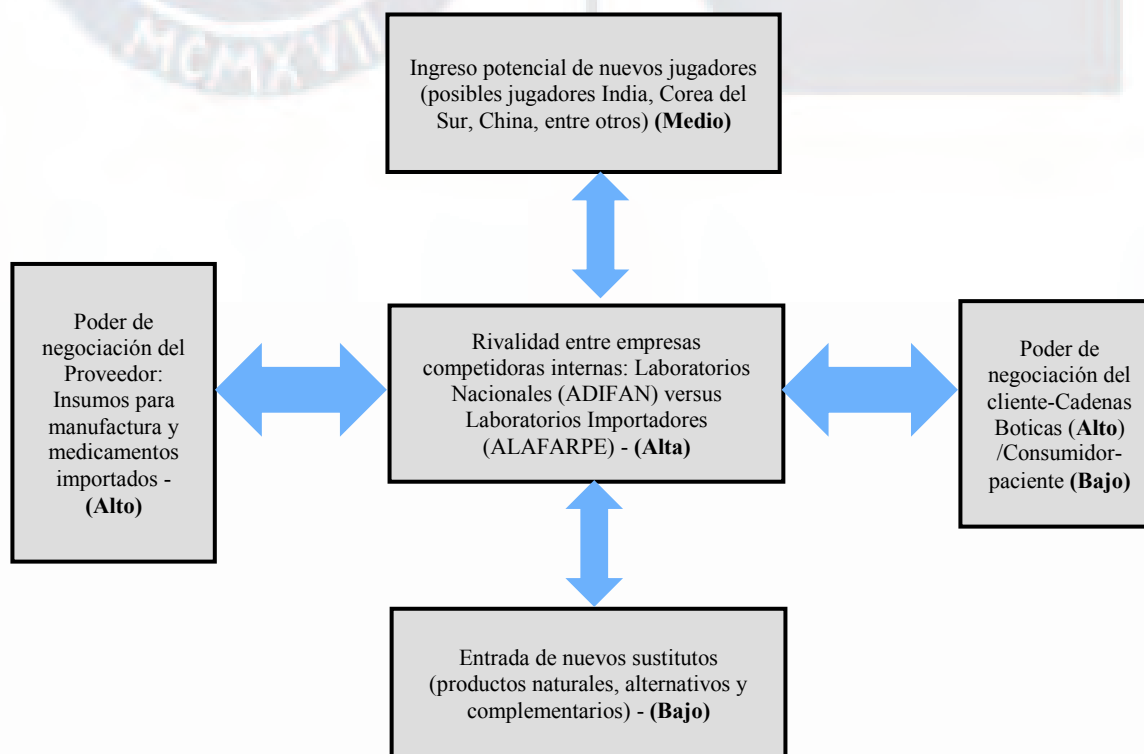 MCMXVII
Ingreso potencial de nuevos jugadores
(posibles jugadores India, Corea del
Sur, China, entre otros) (Medio)
Poder de
negociación del
Proveedor:
Insumos para
manufactura y
medicamentos
importados -
(Alto)
Rivalidad entre empresas
competidoras internas: Laboratorios
Nacionales (ADIFAN) versus
Laboratorios Importadores
(ALAFARPE) - (Alta)
Poder de
negociación del
cliente-Cadenas
Boticas (Alto)
/Consumidor-
paciente (Bajo)
Entrada de nuevos sustitutos
(productos naturales, alternativos y
complementarios) - (Bajo)